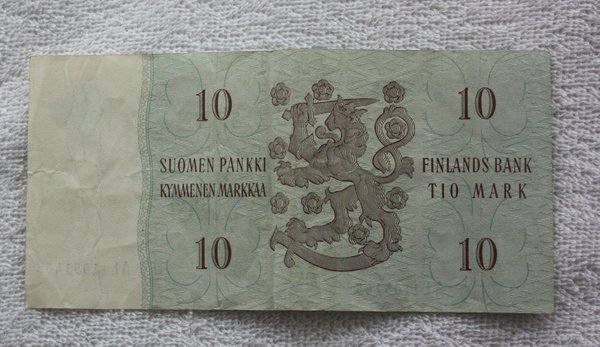 10 10
SUOMEN PANKKI FINLANDS BANK
KYMMENEN MARKKAA TIO MARK
10 10